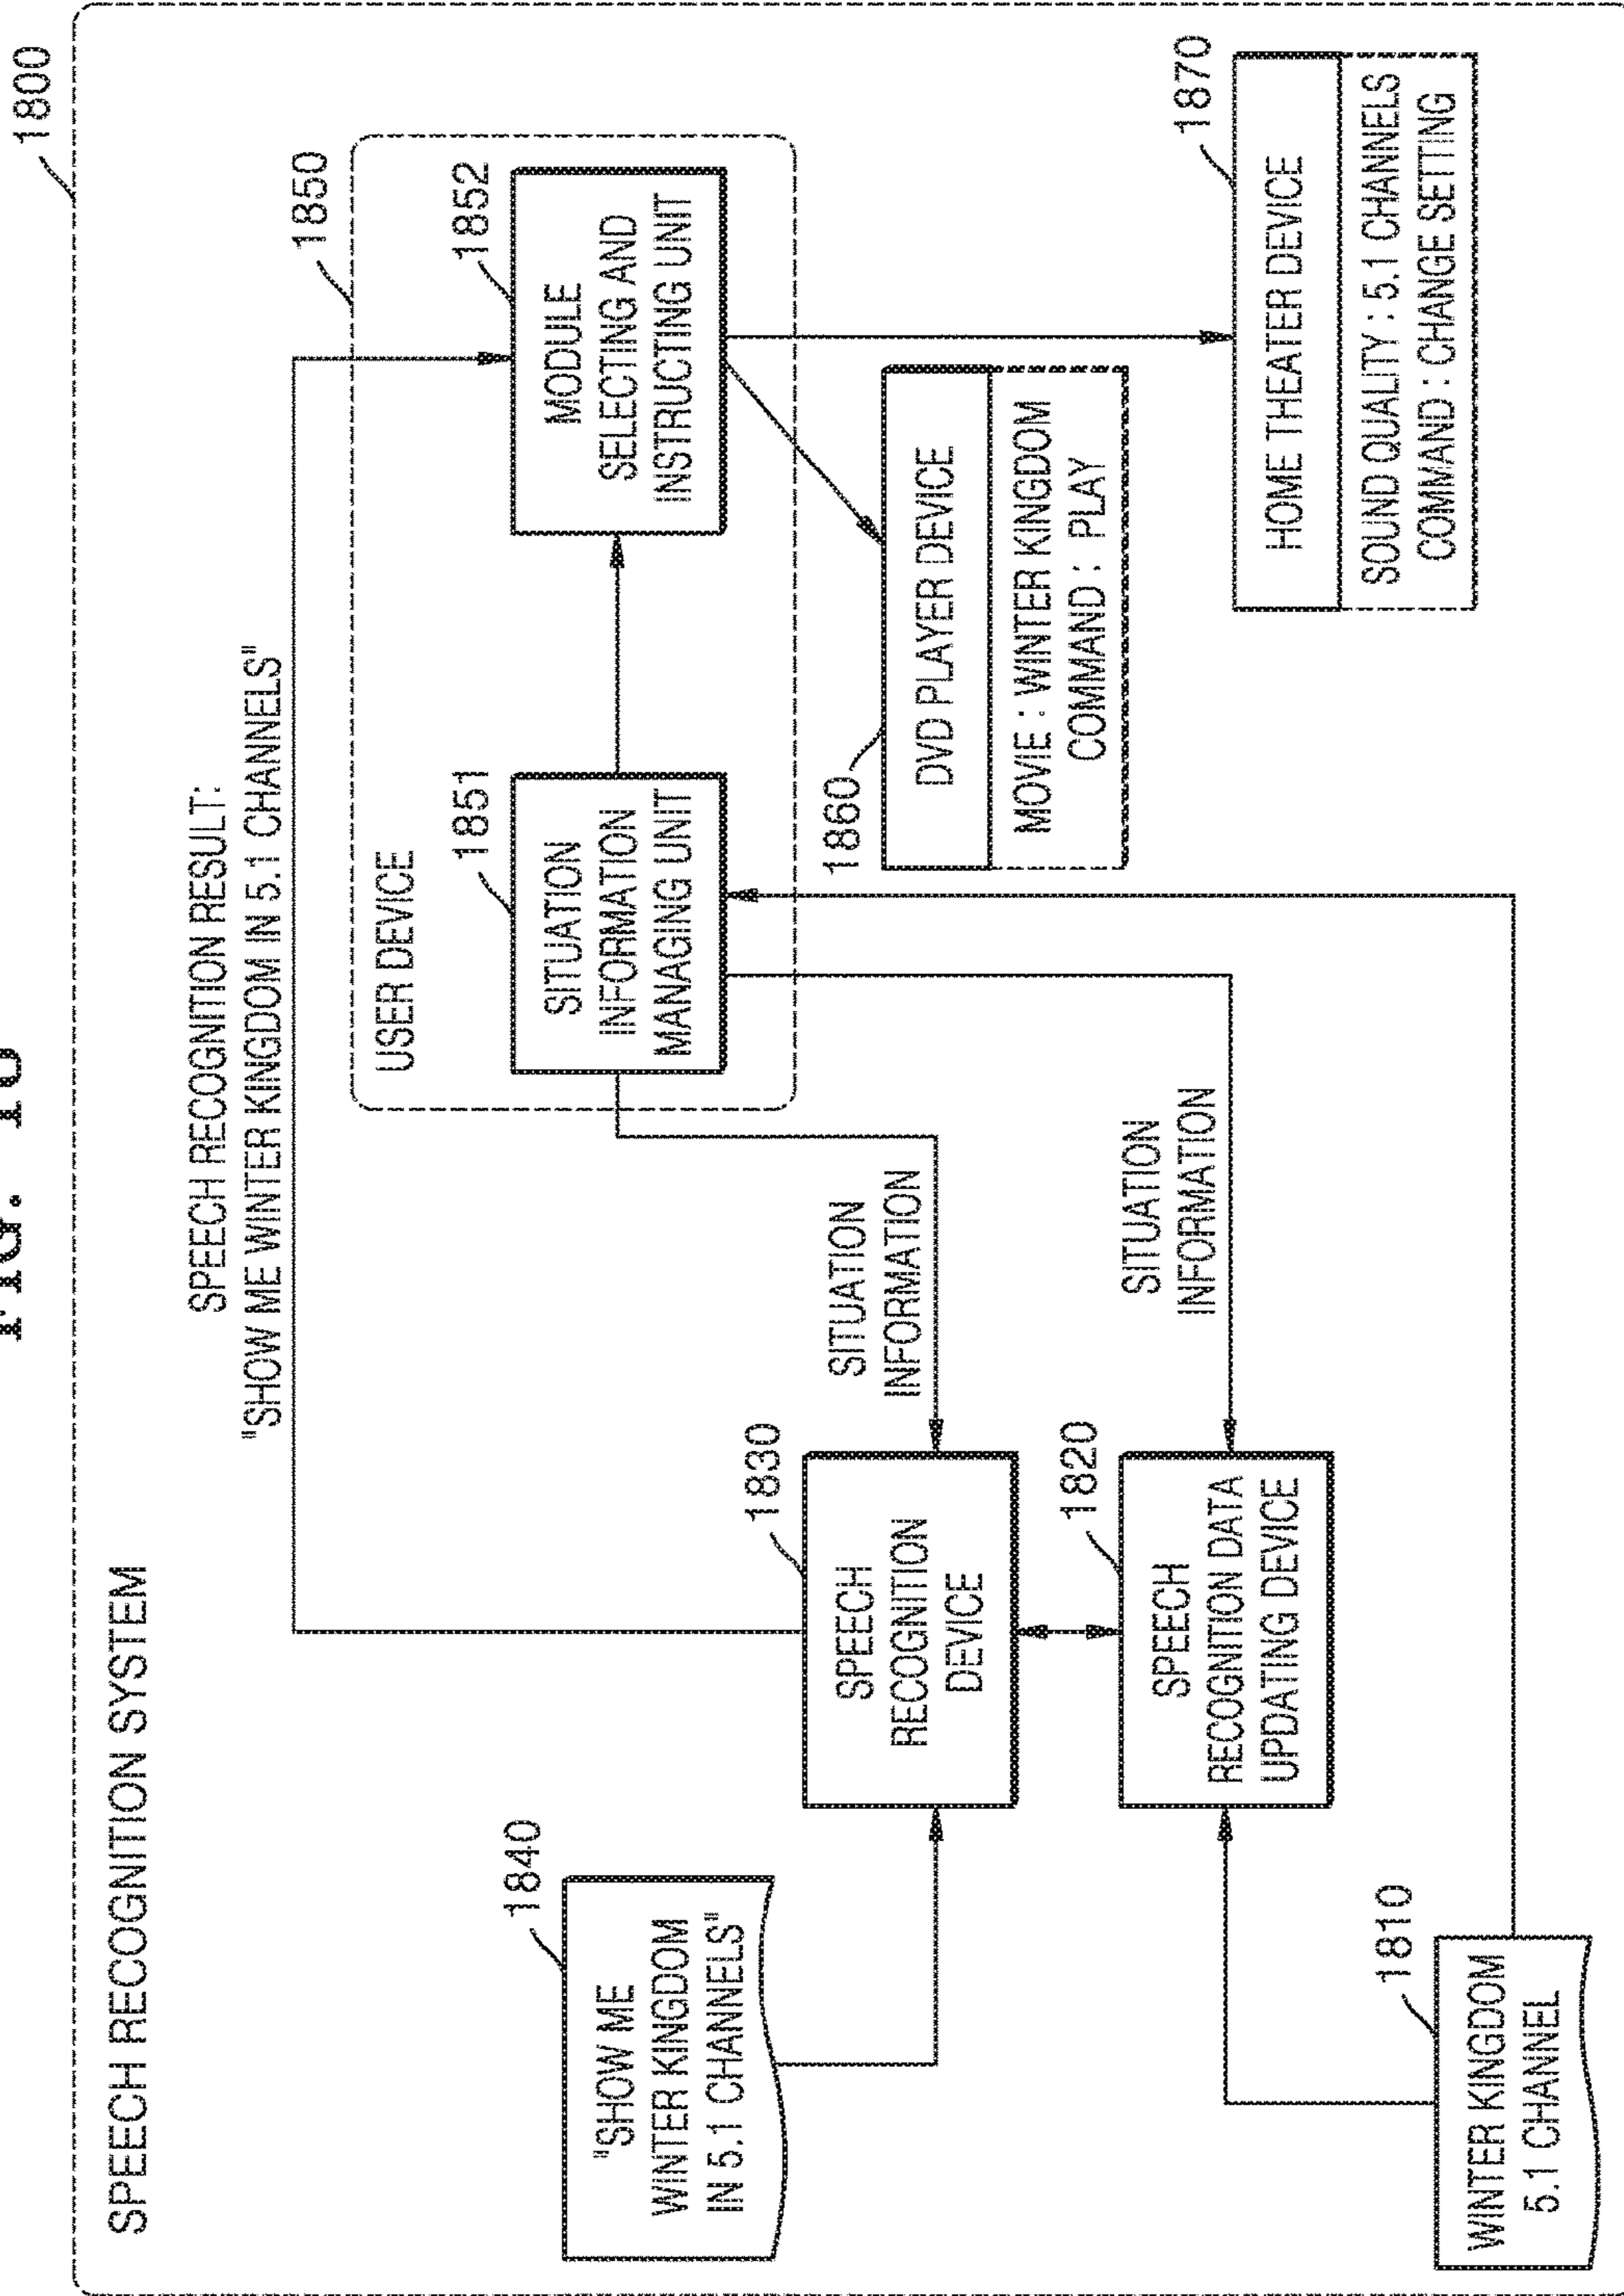 FIG. 18
1800
SPEECH RECOGNITION SYSTEM
SPEECH RECOGNITION RESULT:
"SHOW ME WINTER KINGDOM IN 5.1 CHANNELS"
1850
USER DEVICE
1851
SITUATION
INFORMATION
MANAGING UNIT
1852
MODULE
SELECTING AND
INSTRUCTING UNIT
1840
"SHOW ME
WINTER KINGDOM
IN 5.1 CHANNELS"
1830
SPEECH
RECOGNITION
DEVICE
SITUATION
INFORMATION
1860
DVD PLAYER DEVICE
MOVIE : WINTER KINGDOM
COMMAND : PLAY
1820
SPEECH
RECOGNITION DATA
UPDATING DEVICE
SITUATION
INFORMATION
1870
HOME THEATER DEVICE
SOUND QUALITY : 5.1 CHANNELS
COMMAND : CHANGE SETTING
1810
WINTER KINGDOM
5.1 CHANNEL